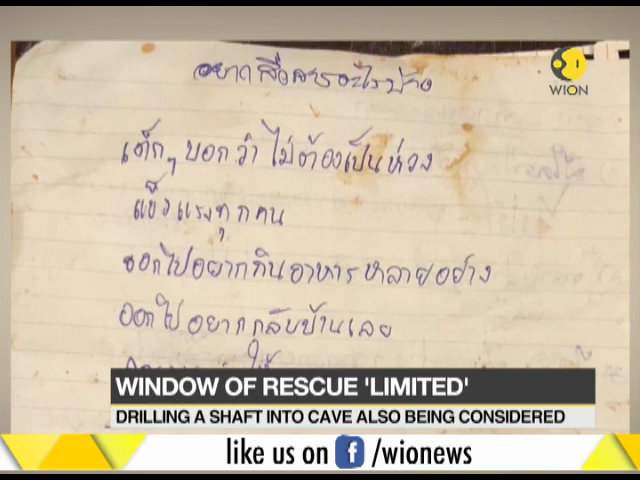 อยากสื่อสารอะไรบ้าง
WION
เด็กๆ บอกว่า ไม่ต้องเป็นห่วง
แข็งแรงทุกคน
ออกไปอยากกินอาหารหลายอย่าง
ออกไปอยากกลับบ้านเลย
WINDOW OF RESCUE 'LIMITED'
DRILLING A SHAFT INTO CAVE ALSO BEING CONSIDERED
like us on f /wionews